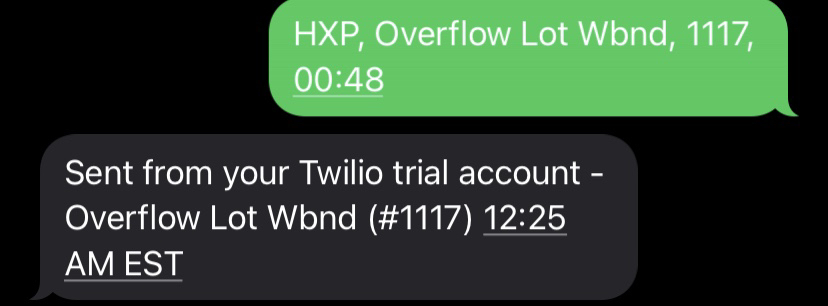 HXP, Overflow Lot Wbnd, 1117,
00:48
Sent from your Twilio trial account -
Overflow Lot Wbnd (#1117) 12:25
AM EST